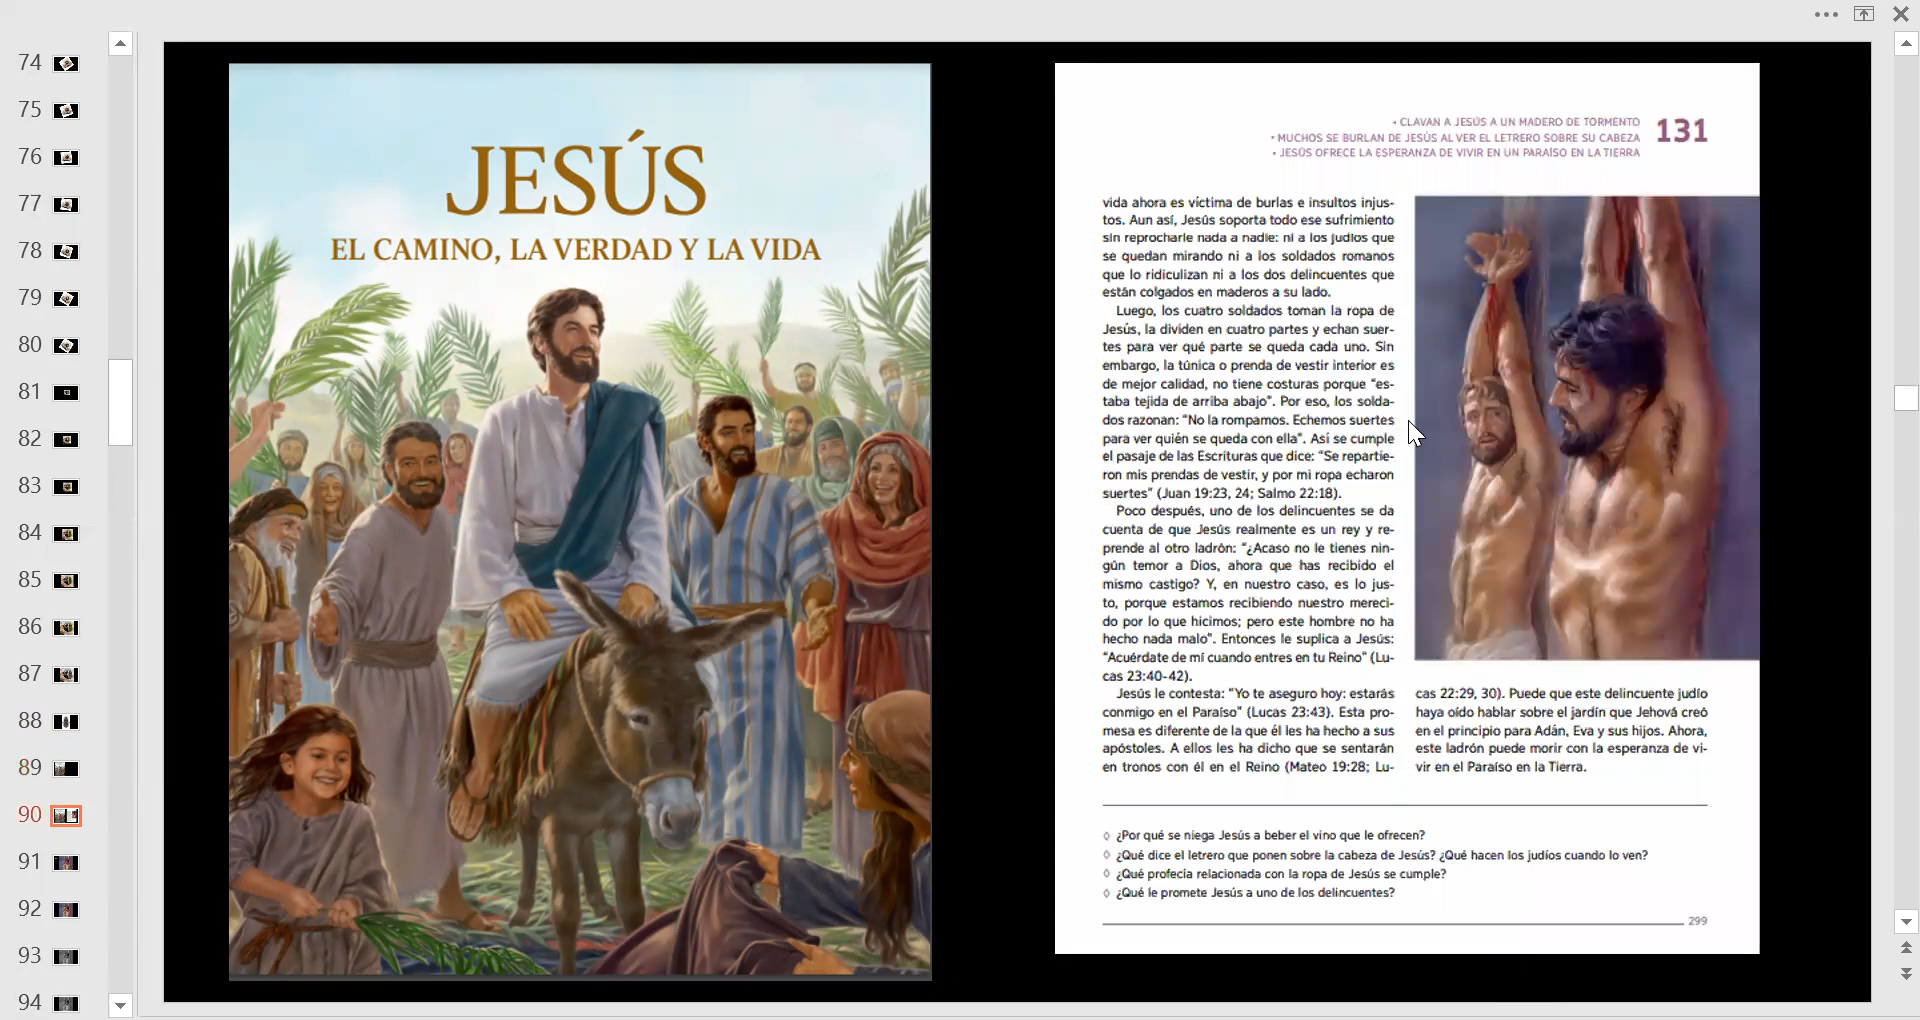 74
75
76
77
78
79
80
81
82
83
84
85
86
87
88
89
90
91
92
93
94
JESÚS
EL CAMINO, LA VERDAD Y LA VIDA
• CLAVAN A JESÚS A UN MADERO DE TORMENTO
• MUCHOS SE BURLAN DE JESÚS AL VER EL LETRERO SOBRE SU CABEZA
• JESÚS OFRECE LA ESPERANZA DE VIVIR EN UN PARAÍSO EN LA TIERRA
131
vida ahora es víctima de burlas e insultos injus-
tos. Aun así, Jesús soporta todo ese sufrimiento
sin reprocharle nada a nadie: ni a los judíos que
se quedan mirando ni a los soldados romanos
que lo ridiculizan ni a los dos delincuentes que
están colgados en maderos a su lado.
Luego, los cuatro soldados toman la ropa de
Jesús, la dividen en cuatro partes y echan suer-
tes para ver qué parte se queda cada uno. Sin
embargo, la túnica o prenda de vestir interior es
de mejor calidad, no tiene costuras porque “es-
taba tejida de arriba abajo”. Por eso, los solda-
dos razonan: “No la rompamos. Echemos suertes
para ver quién se queda con ella”. Así se cumple
el pasaje de las Escrituras que dice: “Se repartie-
ron mis prendas de vestir, y por mi ropa echaron
suertes” (Juan 19:23, 24; Salmo 22:18).
Poco después, uno de los delincuentes se da
cuenta de que Jesús realmente es un rey y re-
prende al otro ladrón: “¿Acaso no le tienes nin-
gún temor a Dios, ahora que has recibido el
mismo castigo? Y, en nuestro caso, es lo jus-
to, porque estamos recibiendo nuestro mereci-
do por lo que hicimos; pero este hombre no ha
hecho nada malo”. Entonces le suplica a Jesús:
“Acuérdate de mí cuando entres en tu Reino” (Lu-
cas 23:40-42).
Jesús le contesta: “Yo te aseguro hoy: estarás
conmigo en el Paraíso” (Lucas 23:43). Esta pro-
mesa es diferente de la que él les ha hecho a sus
apóstoles. A ellos les ha dicho que se sentarán
en tronos con él en el Reino (Mateo 19:28; Lu-
cas 22:29, 30). Puede que este delincuente judío
haya oído hablar sobre el jardín que Jehová creó
en el principio para Adán, Eva y sus hijos. Ahora,
este ladrón puede morir con la esperanza de vi-
vir en el Paraíso en la Tierra.
◊ ¿Por qué se niega Jesús a beber el vino que le ofrecen?
◊ ¿Qué dice el letrero que ponen sobre la cabeza de Jesús? ¿Qué hacen los judíos cuando lo ven?
◊ ¿Qué profecía relacionada con la ropa de Jesús se cumple?
◊ ¿Qué le promete Jesús a uno de los delincuentes?
299